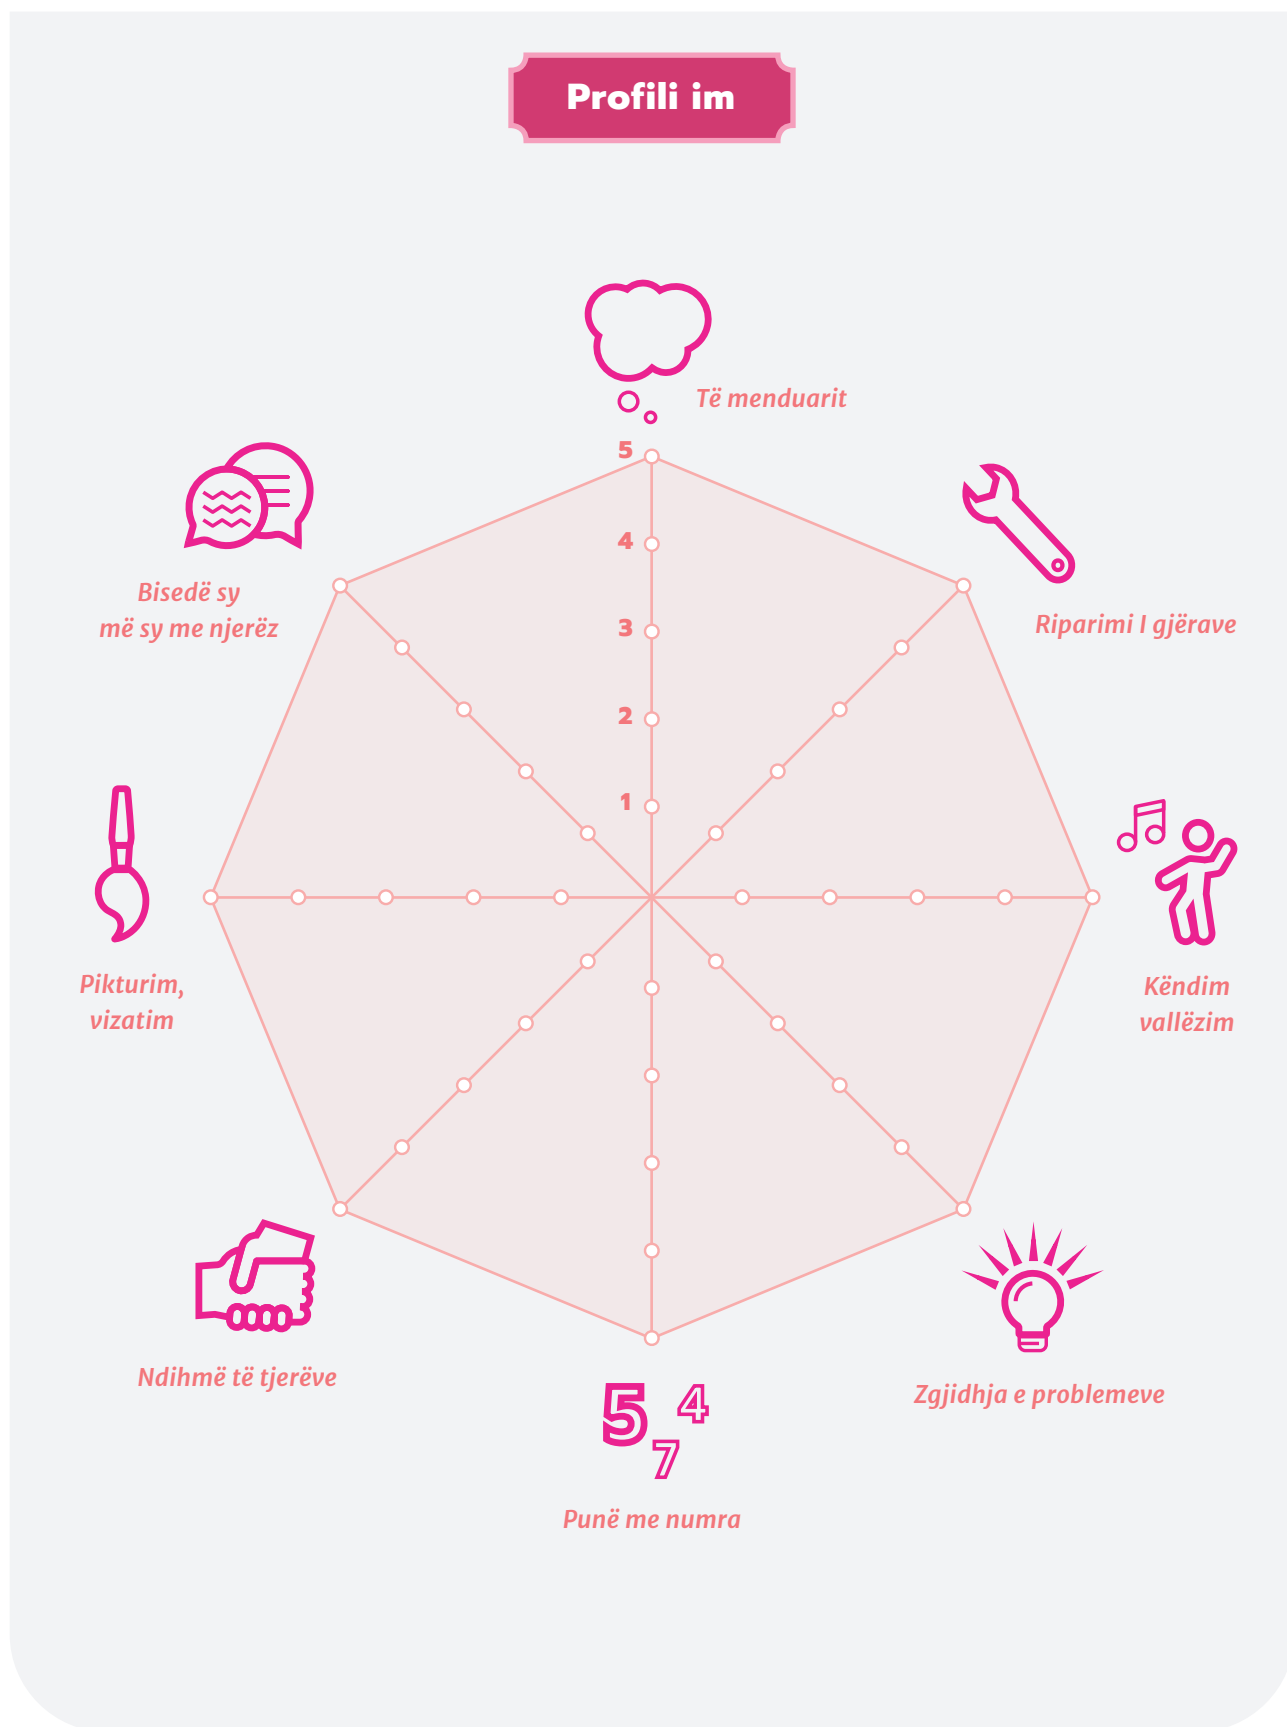 Profili im
Të menduarit
5
4
3
2
1
Riparimi I gjërave
Këndim
vallëzim
Zgjidhja e problemeve
5 4
7
Punë me numra
Ndihmë të tjerëve
Pikturim,
vizatim
Bisedë sy
më sy me njerëz